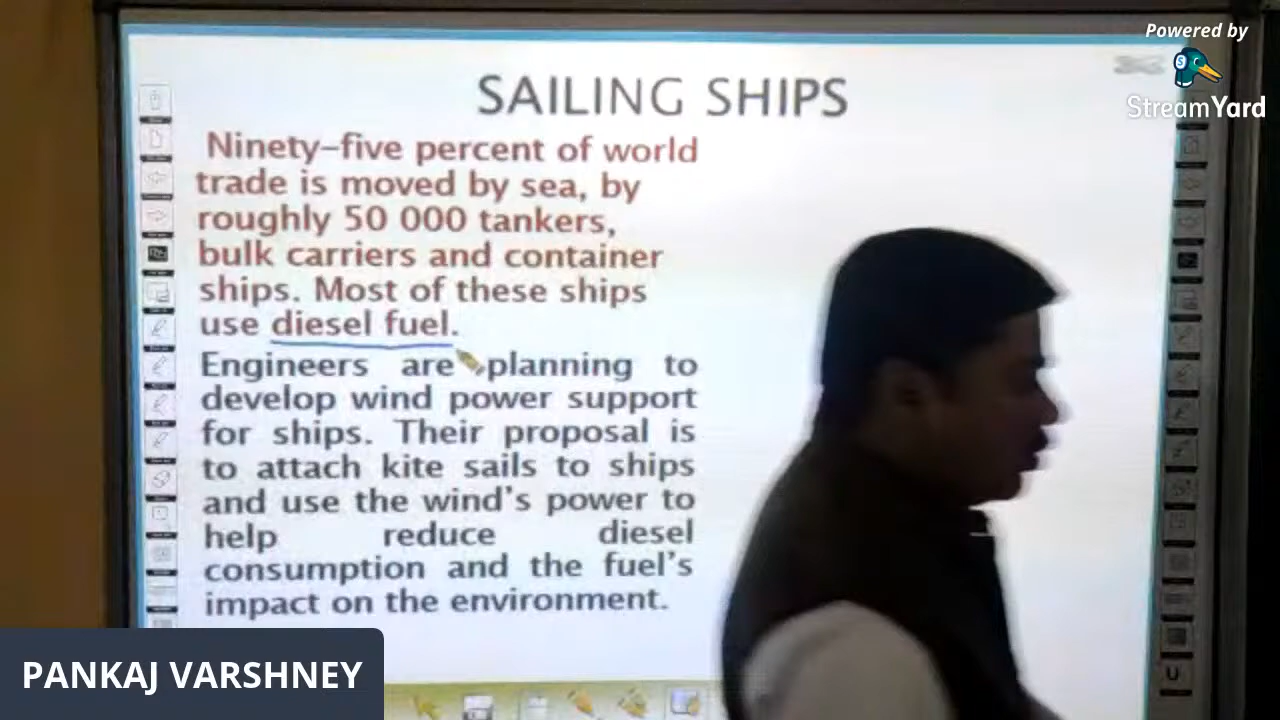 Powered by
StreamYard
SAILING SHIPS
Ninety-five percent of world
trade is moved by sea, by
roughly 50 000 tankers,
bulk carriers and container
ships. Most of these ships
use diesel fuel.
Engineers are planning to
develop wind power support
for ships. Their proposal is
to attach kite sails to ships
and use the wind's power to
help reduce diesel
consumption and the fuel's
impact on the environment.
PANKAJ VARSHNEY